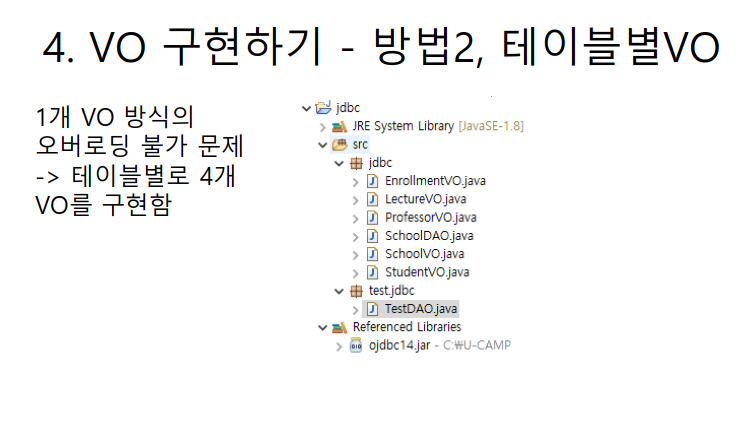 4. VO 구현하기 - 방법2, 테이블별VO
1개 VO 방식의
오버로딩 불가 문제
-> 테이블별로 4개
VO를 구현함
jdbc
JRE System Library [JavaSE-1.8]
src
jdbc
EnrollmentVO.java
LectureVO.java
ProfessorVO.java
SchoolDAO.java
SchoolVO.java
StudentVO.java
test.jdbc
TestDAO.java
Referenced Libraries
ojdbc14.jar - C:₩U-CAMP